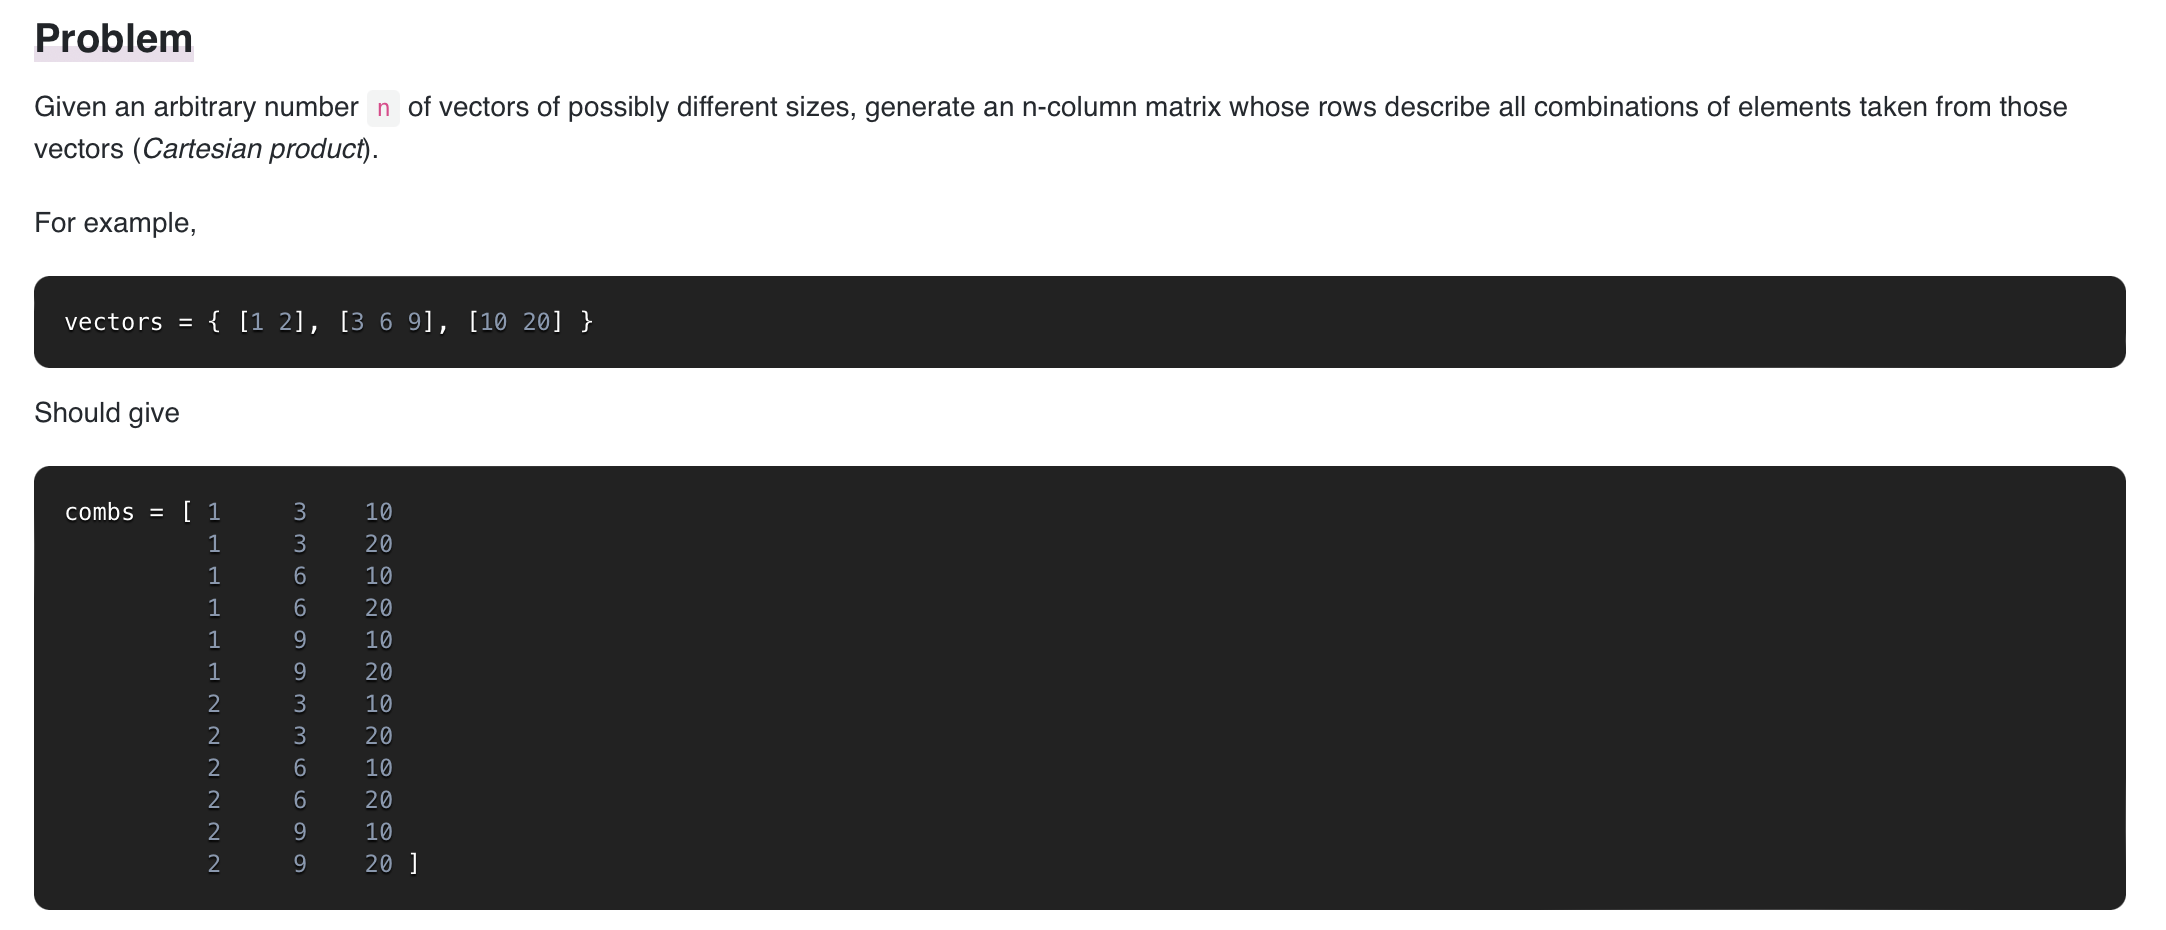 Problem
Given an arbitrary number n of vectors of possibly different sizes, generate an n-column matrix whose rows describe all combinations of elements taken from those
vectors (Cartesian product).
For example,
vectors = { [1 2], [3 6 9], [10 20] }
Should give
combs = [ 1     3    10
          1     3    20
          1     6    10
          1     6    20
          1     9    10
          1     9    20
          2     3    10
          2     3    20
          2     6    10
          2     6    20
          2     9    10
          2     9    20 ]